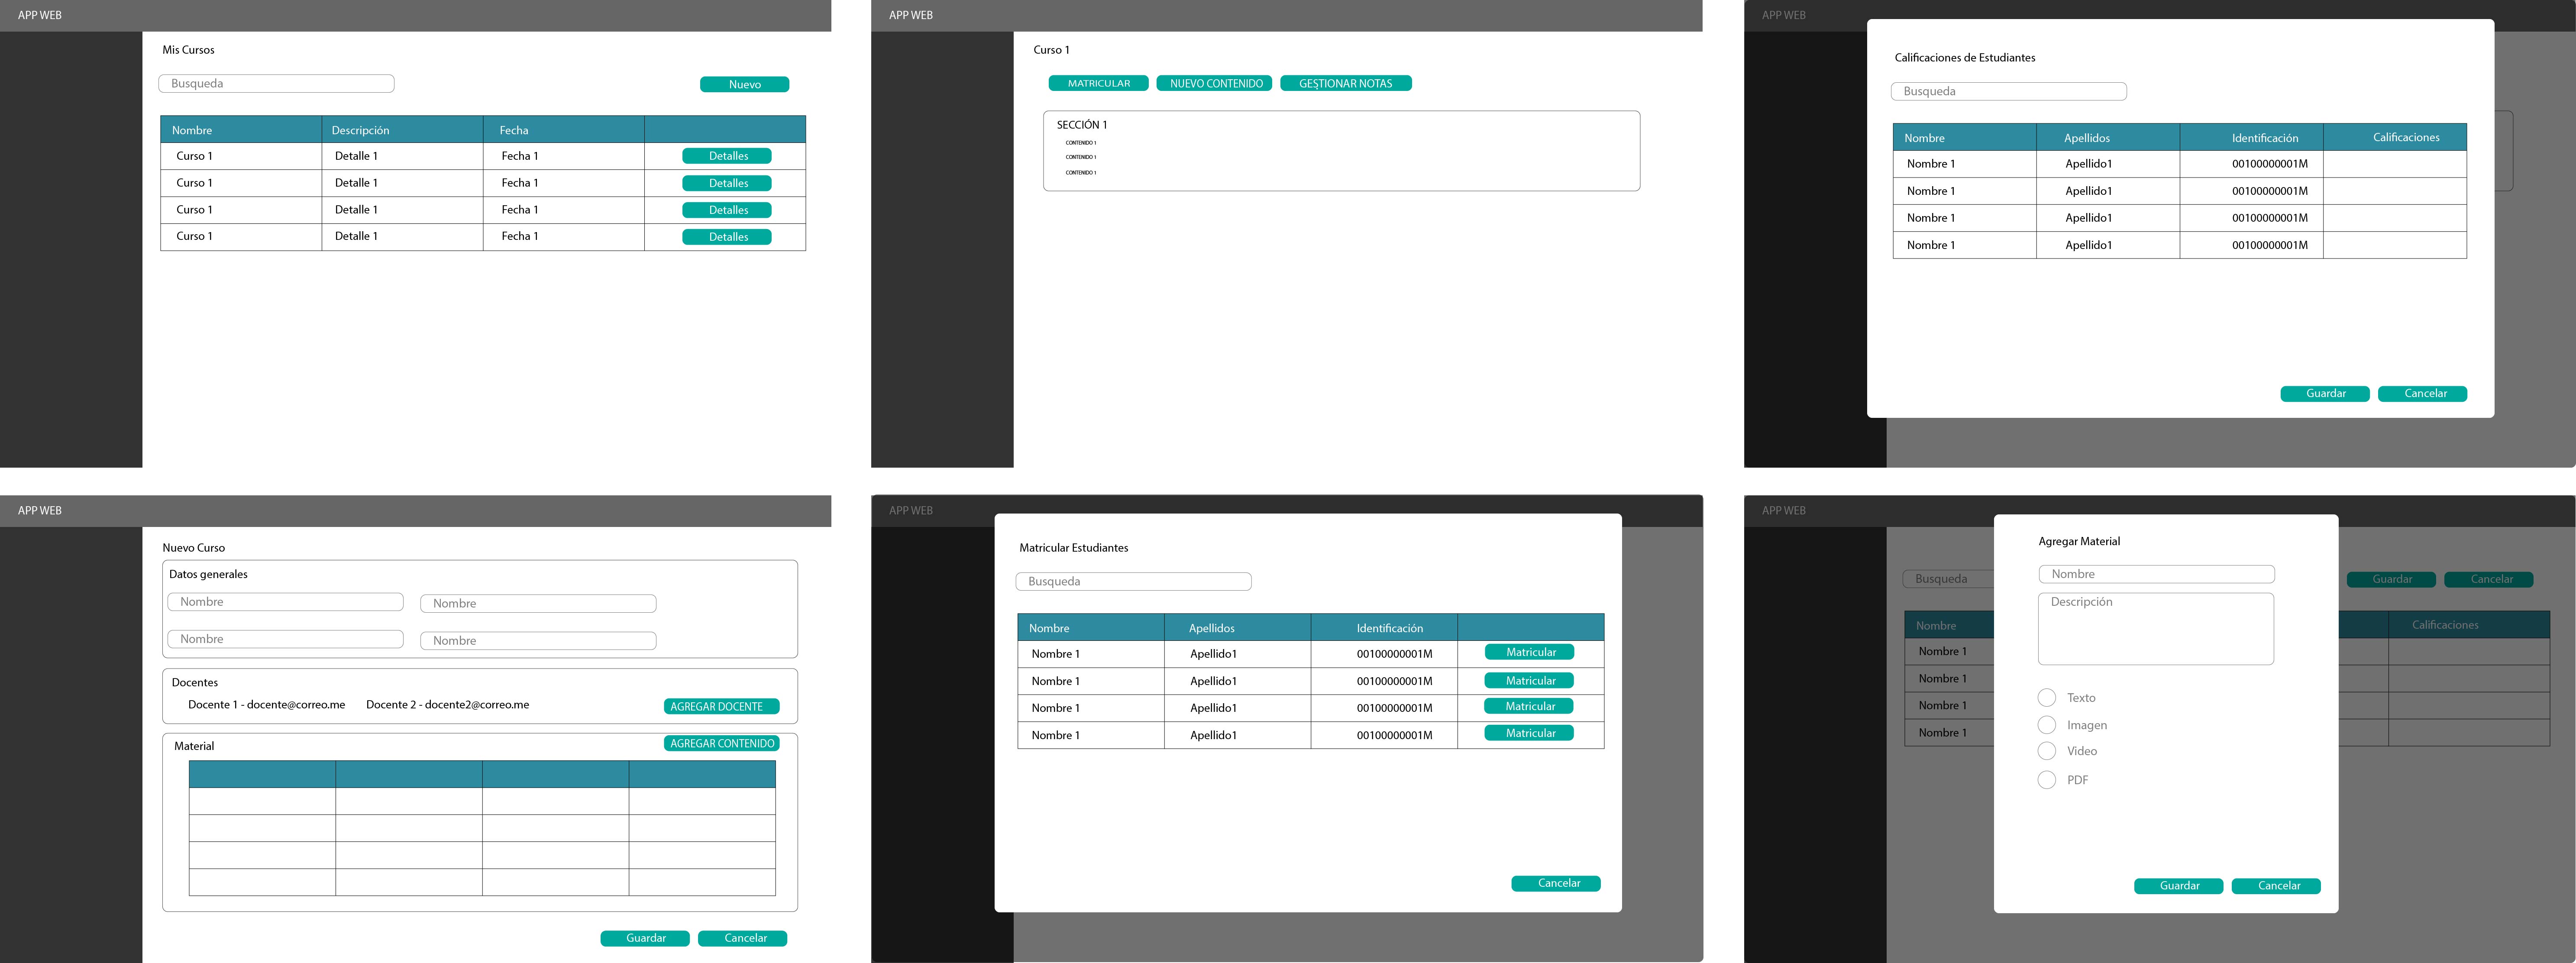 APP WEB
Mis Cursos
Busqueda
Nuevo
Nombre Descripción Fecha
Curso 1 Detalle 1 Fecha 1 Detalles
Curso 1 Detalle 1 Fecha 1 Detalles
Curso 1 Detalle 1 Fecha 1 Detalles
Curso 1 Detalle 1 Fecha 1 Detalles
APP WEB
Curso 1
MATRICULAR NUEVO CONTENIDO GESTIONAR NOTAS
SECCIÓN 1
CONTENIDO 1
CONTENIDO 1
CONTENIDO 1
APP WEB
Calificaciones de Estudiantes
Busqueda
Nombre Apellidos Identificación Calificaciones
Nombre 1 Apellido1 00100000001M
Nombre 1 Apellido1 00100000001M
Nombre 1 Apellido1 00100000001M
Nombre 1 Apellido1 00100000001M
Guardar Cancelar
APP WEB
Nuevo Curso
Datos generales
Nombre Nombre
Nombre Nombre
Docentes
Docente 1 - docente@correo.me Docente 2 - docente2@correo.me AGREGAR DOCENTE
Material AGREGAR CONTENIDO
Guardar Cancelar
APP WEB
Matricular Estudiantes
Busqueda
Nombre Apellidos Identificación
Nombre 1 Apellido1 00100000001M Matricular
Nombre 1 Apellido1 00100000001M Matricular
Nombre 1 Apellido1 00100000001M Matricular
Nombre 1 Apellido1 00100000001M Matricular
Cancelar
APP WEB
Busqueda Guardar Cancelar
Nombre Calificaciones
Nombre 1
Nombre 1
Nombre 1
Nombre 1
Agregar Material
Nombre
Descripción
Texto
Imagen
Video
PDF
Guardar Cancelar